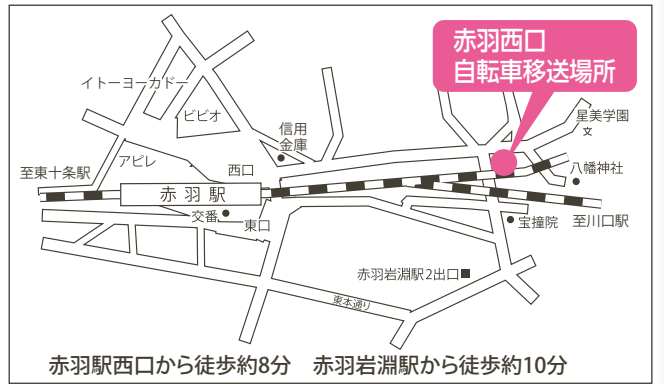 赤羽西口
自転車移送場所
イトーヨーカドー
ビビオ
信用
金庫
星美学園
文
アピレ
西口
八幡神社
至東十条駅
赤羽駅
交番
東口
宝撞院
至川口駅
赤羽岩淵駅2出口
東本通り
赤羽駅西口から徒歩約8分 赤羽岩淵駅から徒歩約10分